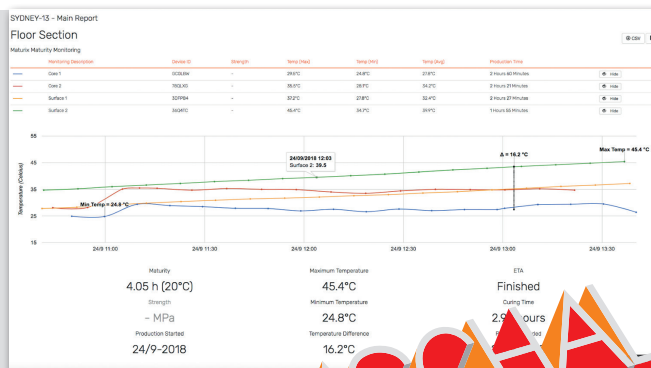 SYDNEY-13 - Main Report
Floor Section
CSV
Maturix Maturity Monitoring
Monitoring Description Device ID Strength Temp (Max) Temp (Min) Temp (Avg) Production Time
Core 1 - 29.5°C 24.8°C 27.8°C 2 Hours 40 Minutes Hide
Core 2 - 35.5°C 28.1°C 34.2°C 2 Hours 21 Minutes Hide
Surface 1 - 37.2°C 27.8°C 32.4°C 2 Hours 27 Minutes Hide
Surface 2 - 45.4°C 34.7°C 39.9°C 1 Hours 55 Minutes Hide
Temperature (Celsius)
55
45
35
25
15
24/09/2018 12:03
Surface 2: 39.5
Δ = 16.2 °C
Max Temp = 45.4 °C
Min Temp = 24.8 °C
24/9 11:00 24/9 11:30 24/9 12:00 24/9 12:30 24/9 13:00 24/9 13:30
Maturity Maximum Temperature ETA
4.05 h (20°C) 45.4°C Finished
Strength Minimum Temperature Curing Time
- MPa 24.8°C
Production Started Temperature Difference
24/9-2018 16.2°C